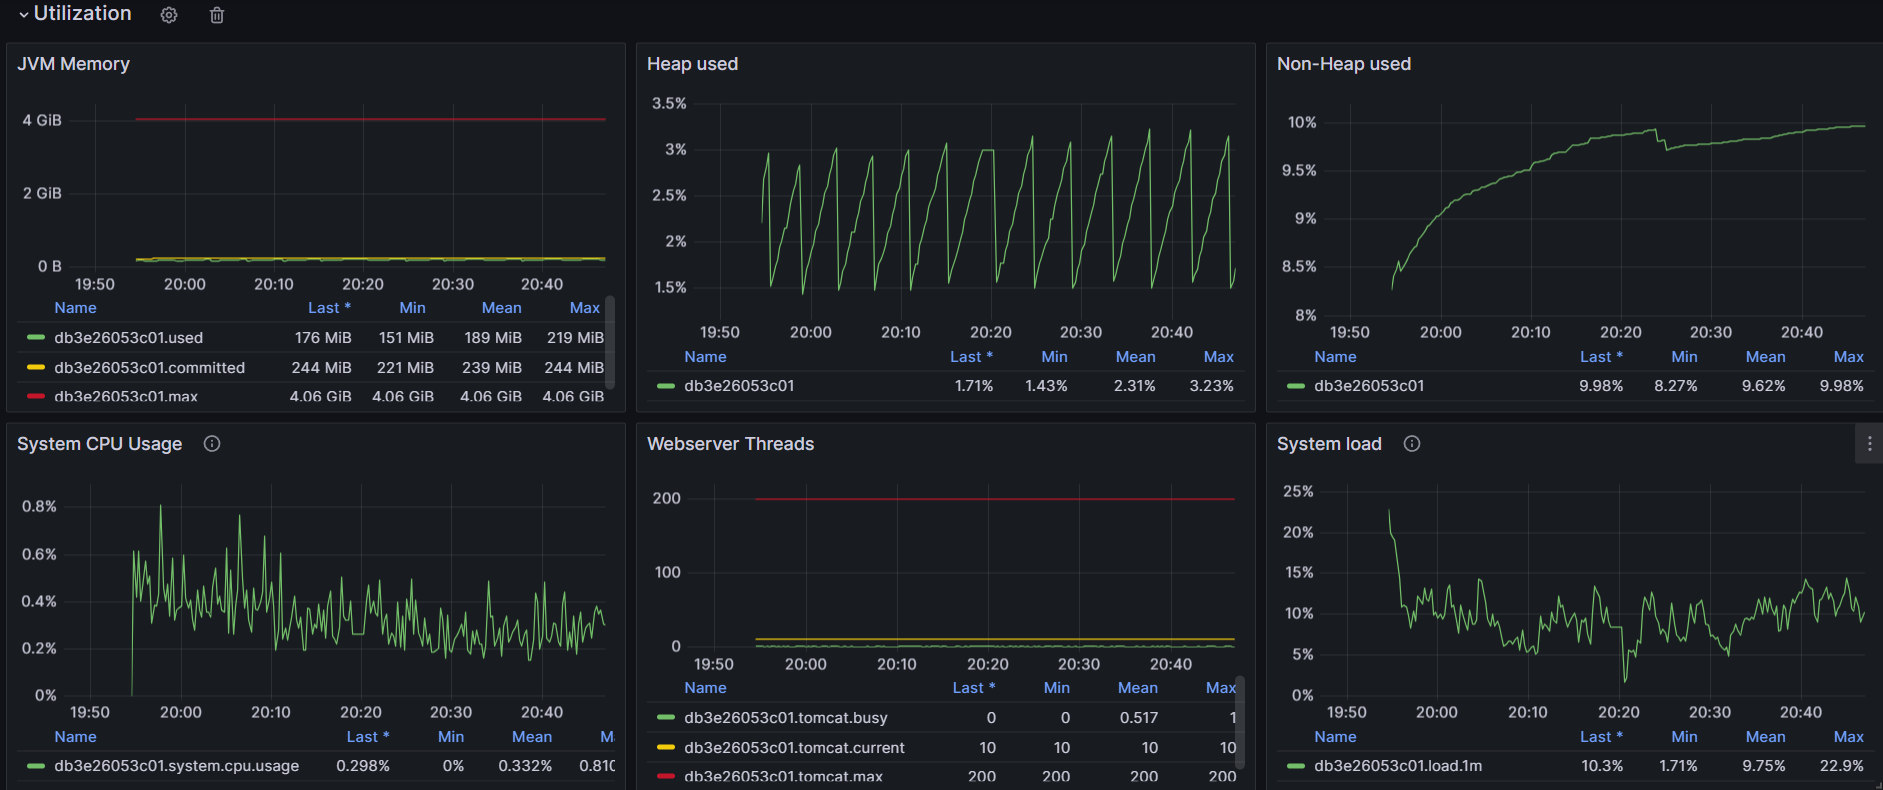 Utilization
JVM Memory
4 GiB
2 GiB
0 B
19:50 20:00 20:10 20:20 20:30 20:40
Name Last * Min Mean Max
db3e26053c01.used 176 MiB 151 MiB 189 MiB 219 MiB
db3e26053c01.committed 244 MiB 221 MiB 239 MiB 244 MiB
db3e26053c01.max 4.06 GiB 4.06 GiB 4.06 GiB 4.06 GiB
Heap used
3.5%
3%
2.5%
2%
1.5%
19:50 20:00 20:10 20:20 20:30 20:40
Name Last * Min Mean Max
db3e26053c01 1.71% 1.43% 2.31% 3.23%
Non-Heap used
10%
9.5%
9%
8.5%
8%
19:50 20:00 20:10 20:20 20:30 20:40
Name Last * Min Mean Max
db3e26053c01 9.98% 8.27% 9.62% 9.98%
System CPU Usage
0.8%
0.6%
0.4%
0.2%
0%
19:50 20:00 20:10 20:20 20:30 20:40
Name Last * Min Mean
db3e26053c01.system.cpu.usage 0.298% 0% 0.332% 0.810
Webserver Threads
200
100
0
19:50 20:00 20:10 20:20 20:30 20:40
Name Last * Min Mean Max
db3e26053c01.tomcat.busy 0 0 0.517 1
db3e26053c01.tomcat.current 10 10 10 10
db3e26053c01.tomcat.max 200 200 200 200
System load
25%
20%
15%
10%
5%
0%
19:50 20:00 20:10 20:20 20:30 20:40
Name Last * Min Mean Max
db3e26053c01.load.1m 10.3% 1.71% 9.75% 22.9%